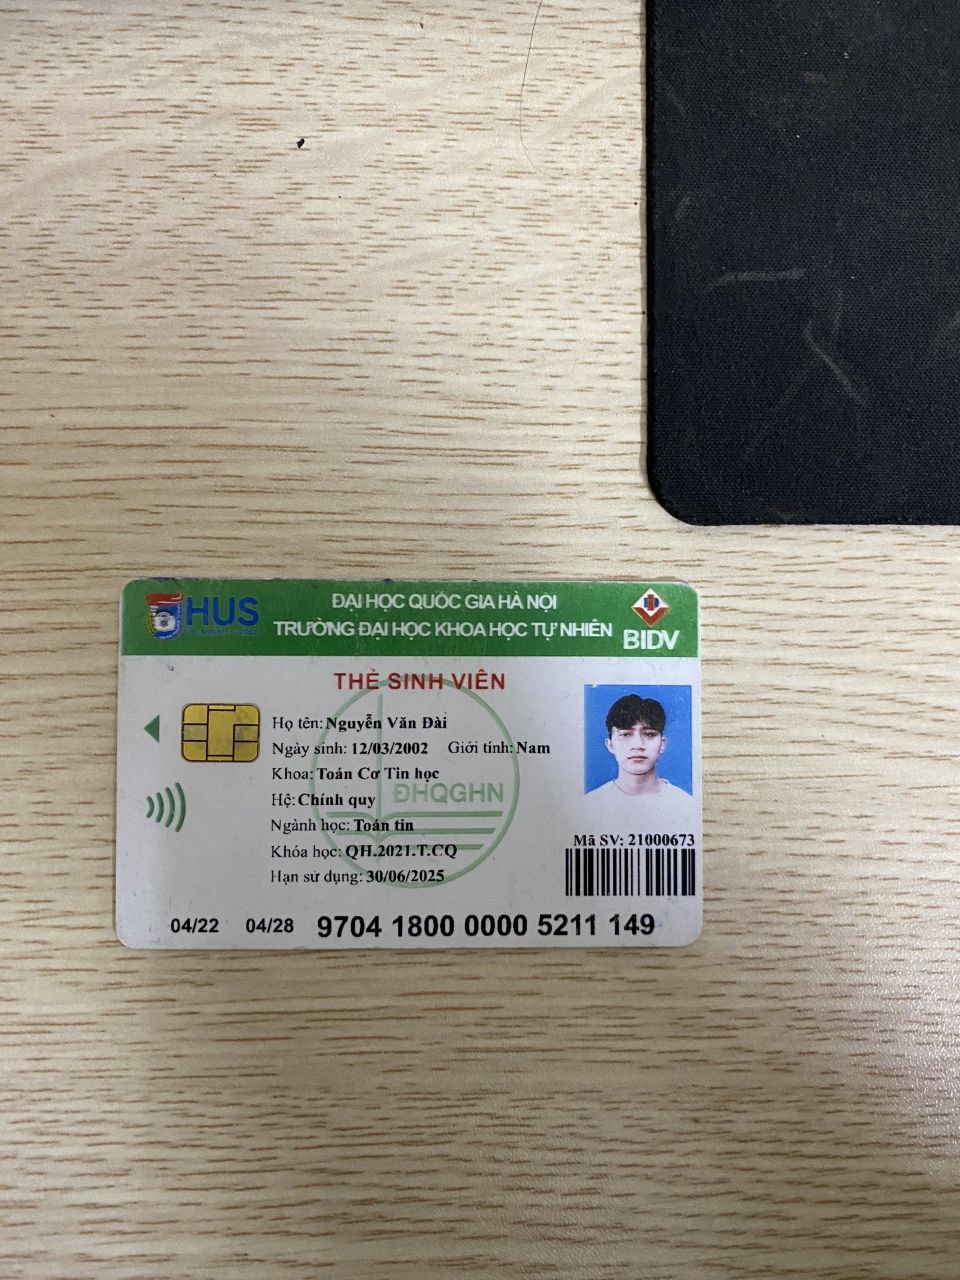 HUS
ĐẠI HỌC QUỐC GIA HÀ NỘI
TRƯỜNG ĐẠI HỌC KHOA HỌC TỰ NHIÊN
BIDV
THẺ SINH VIÊN
Họ tên: Nguyễn Văn Đài
Ngày sinh: 12/03/2002 Giới tính: Nam
Khoa: Toán Cơ Tin học
ĐHQGHN
Hệ: Chính quy
Ngành học: Toán tin
Khóa học: QH.2021.T.CQ
Hạn sử dụng: 30/06/2025
Mã SV: 21000673
04/22 04/28 9704 1800 0000 5211 149